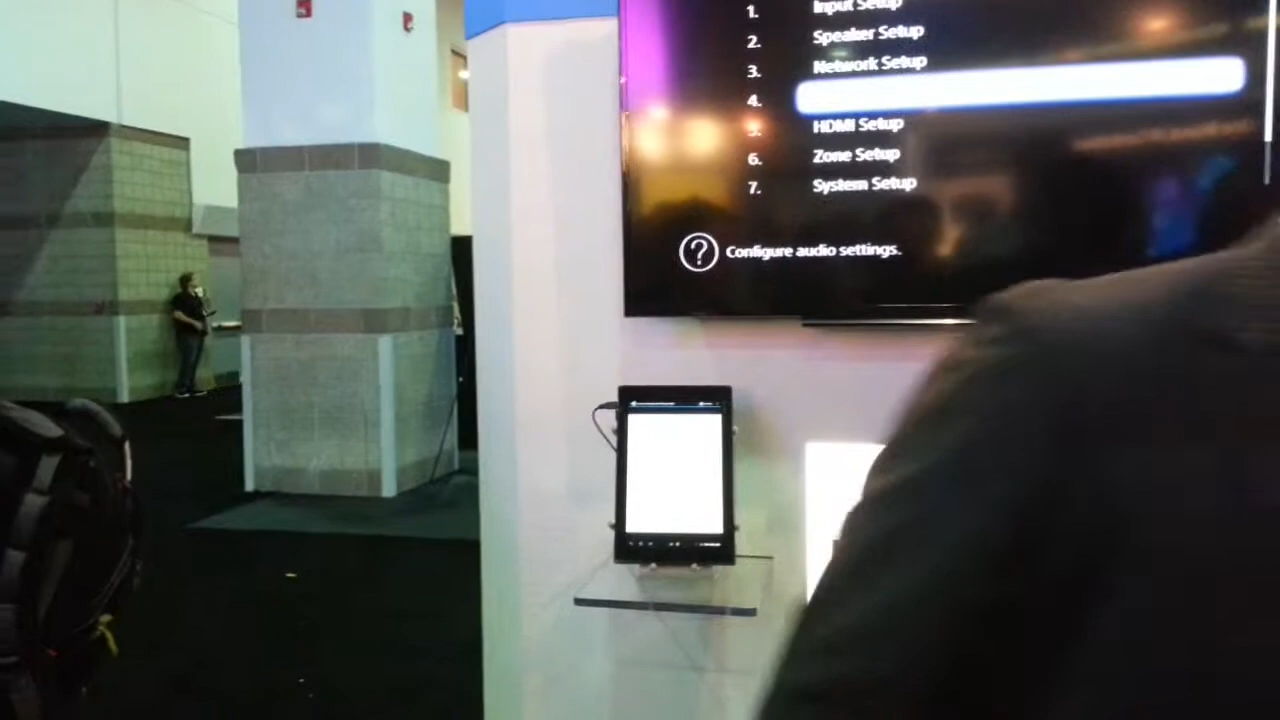 1. Input Setup
2. Speaker Setup
3. Network Setup
4.
5. HDMI Setup
6. Zone Setup
7. System Setup
? Configure audio settings.